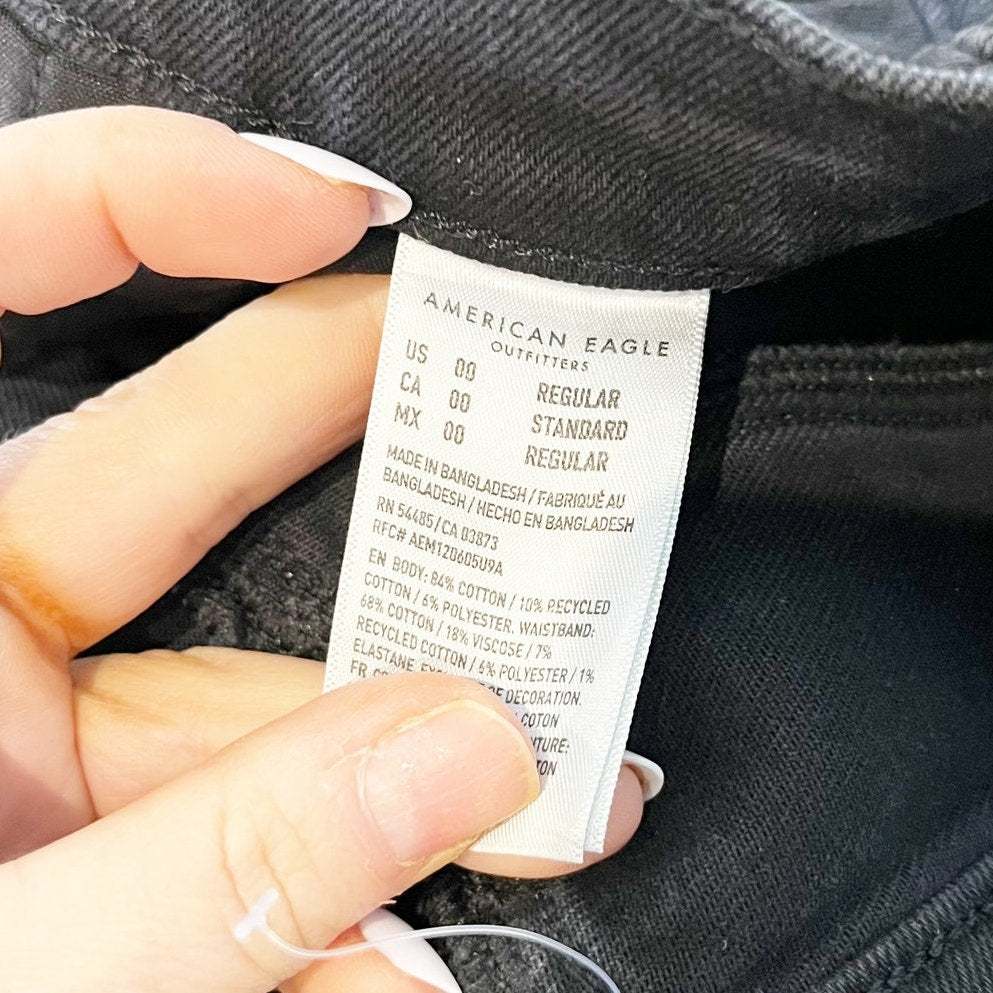 AMERICAN EAGLE
OUTFITTERS
US 00 REGULAR
CA 00 STANDARD
MX 00 REGULAR
MADE IN BANGLADESH / FABRIQUÉ AU
BANGLADESH / HECHO EN BANGLADESH
RN 54485 / CA 03873
RFC# AEM120605U9A
EN BODY: 84% COTTON / 10% RECYCLED
COTTON / 6% POLYESTER. WAISTBAND:
68% COTTON / 18% VISCOSE / 7%
RECYCLED COTTON / 6% POLYESTER / 1%
ELASTANE. OF DECORATION.
FR COTON